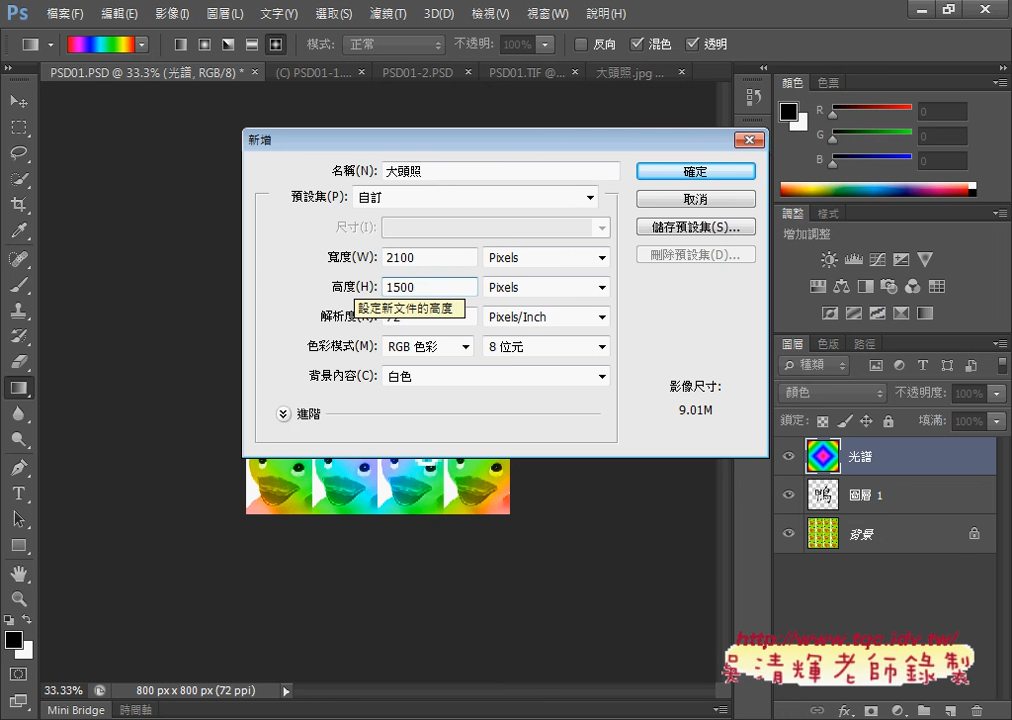 Ps 檔案(F) 編輯(E) 影像(I) 圖層(L) 文字(Y) 選取(S) 濾鏡(T) 3D(D) 檢視(V) 視窗(W) 說明(H)
模式: 正常 不透明: 100% 反向 混色 透明
PSD01.PSD @ 33.3% (光譜, RGB/8) * × (C) PSD01-1.... × PSD01-2.PSD × PSD01.TIF @... × 大頭照.jpg ... ×
新增
名稱(N): 大頭照
確定
預設集(P): 自訂
取消
尺寸(I):
儲存預設集(S)...
寬度(W): 2100 Pixels
刪除預設集(D)...
高度(H): 1500 Pixels
設定新文件的高度
解析度 72 Pixels/Inch
色彩模式(M): RGB 色彩 8 位元
背景內容(C): 白色
影像尺寸:
9.01M
進階
顏色 色票
R 0
G 0
B 0
調整 樣式
增加調整
圖層 色版 路徑
種類
顏色 不透明度: 100%
鎖定: 填滿: 100%
光譜
圖層 1
背景
http://www.tqc.idv.tw/
吳清輝老師錄製
33.33% 800 px x 800 px (72 ppi)
Mini Bridge 時間軸